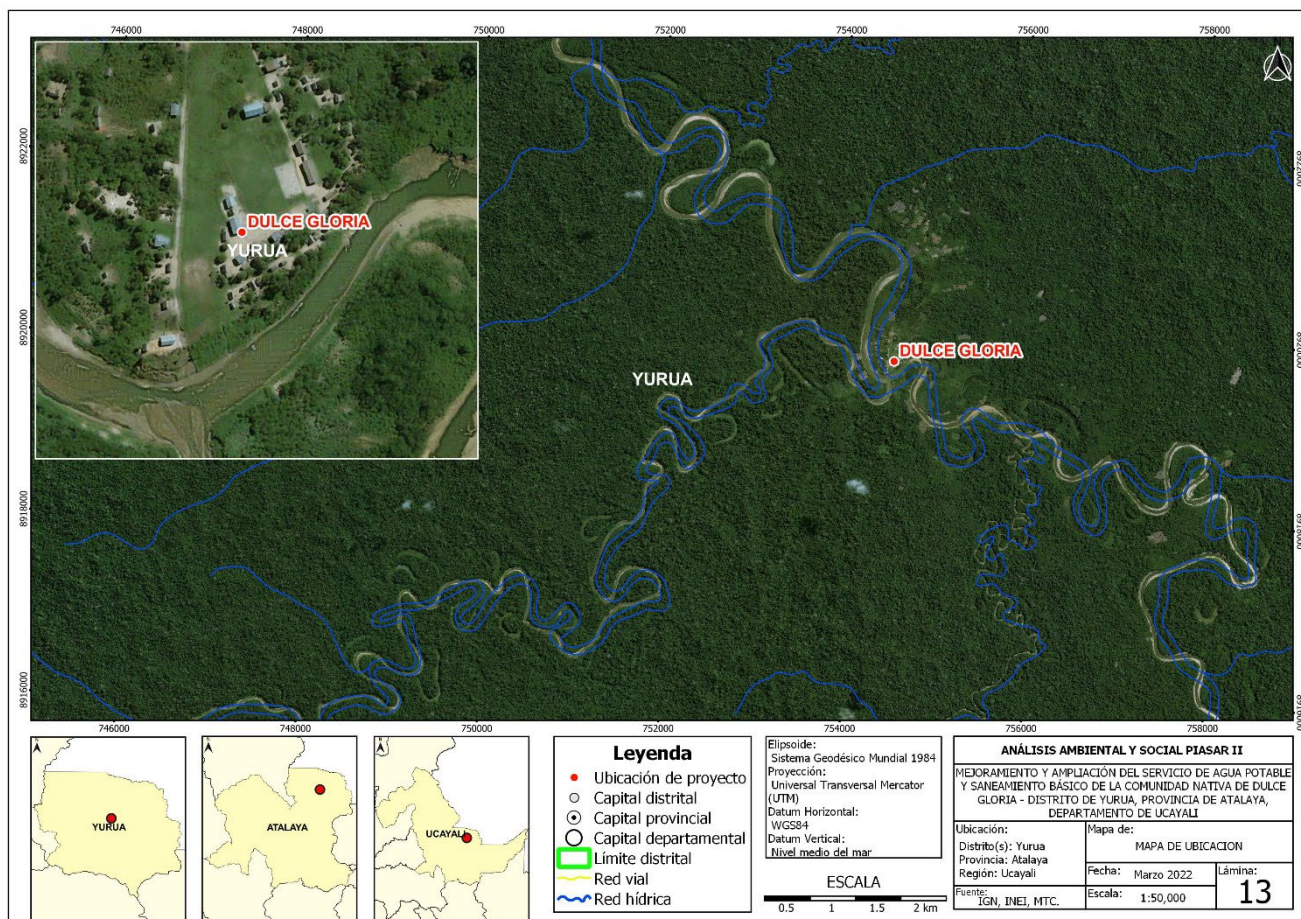 746000
748000
750000
752000
754000
756000
758000
8922000
8920000
8918000
8916000
8922000
8920000
8918000
8916000
DULCE GLORIA
YURUA
DULCE GLORIA
YURUA
746000
748000
750000
752000
754000
756000
758000
N
YURUA
N
ATALAYA
N
UCAYALI
Leyenda
Ubicación de proyecto
Capital distrital
Capital provincial
Capital departamental
Límite distrital
Red vial
Red hídrica
Elipsoide:
Sistema Geodésico Mundial 1984
Proyección:
Universal Transversal Mercator
(UTM)
Datum Horizontal:
WGS84
Datum Vertical:
Nivel medio del mar
ESCALA
0.5 1 1.5 2 km
ANÁLISIS AMBIENTAL Y SOCIAL PIASAR II
MEJORAMIENTO Y AMPLIACIÓN DEL SERVICIO DE AGUA POTABLE
Y SANEAMIENTO BÁSICO DE LA COMUNIDAD NATIVA DE DULCE
GLORIA - DISTRITO DE YURUA, PROVINCIA DE ATALAYA,
DEPARTAMENTO DE UCAYALI
Ubicación:
Distrito(s): Yurua
Provincia: Atalaya
Región: Ucayali
Mapa de:
MAPA DE UBICACION
Fecha: Marzo 2022
Lámina:
13
Fuente:
IGN, INEI, MTC.
Escala: 1:50,000